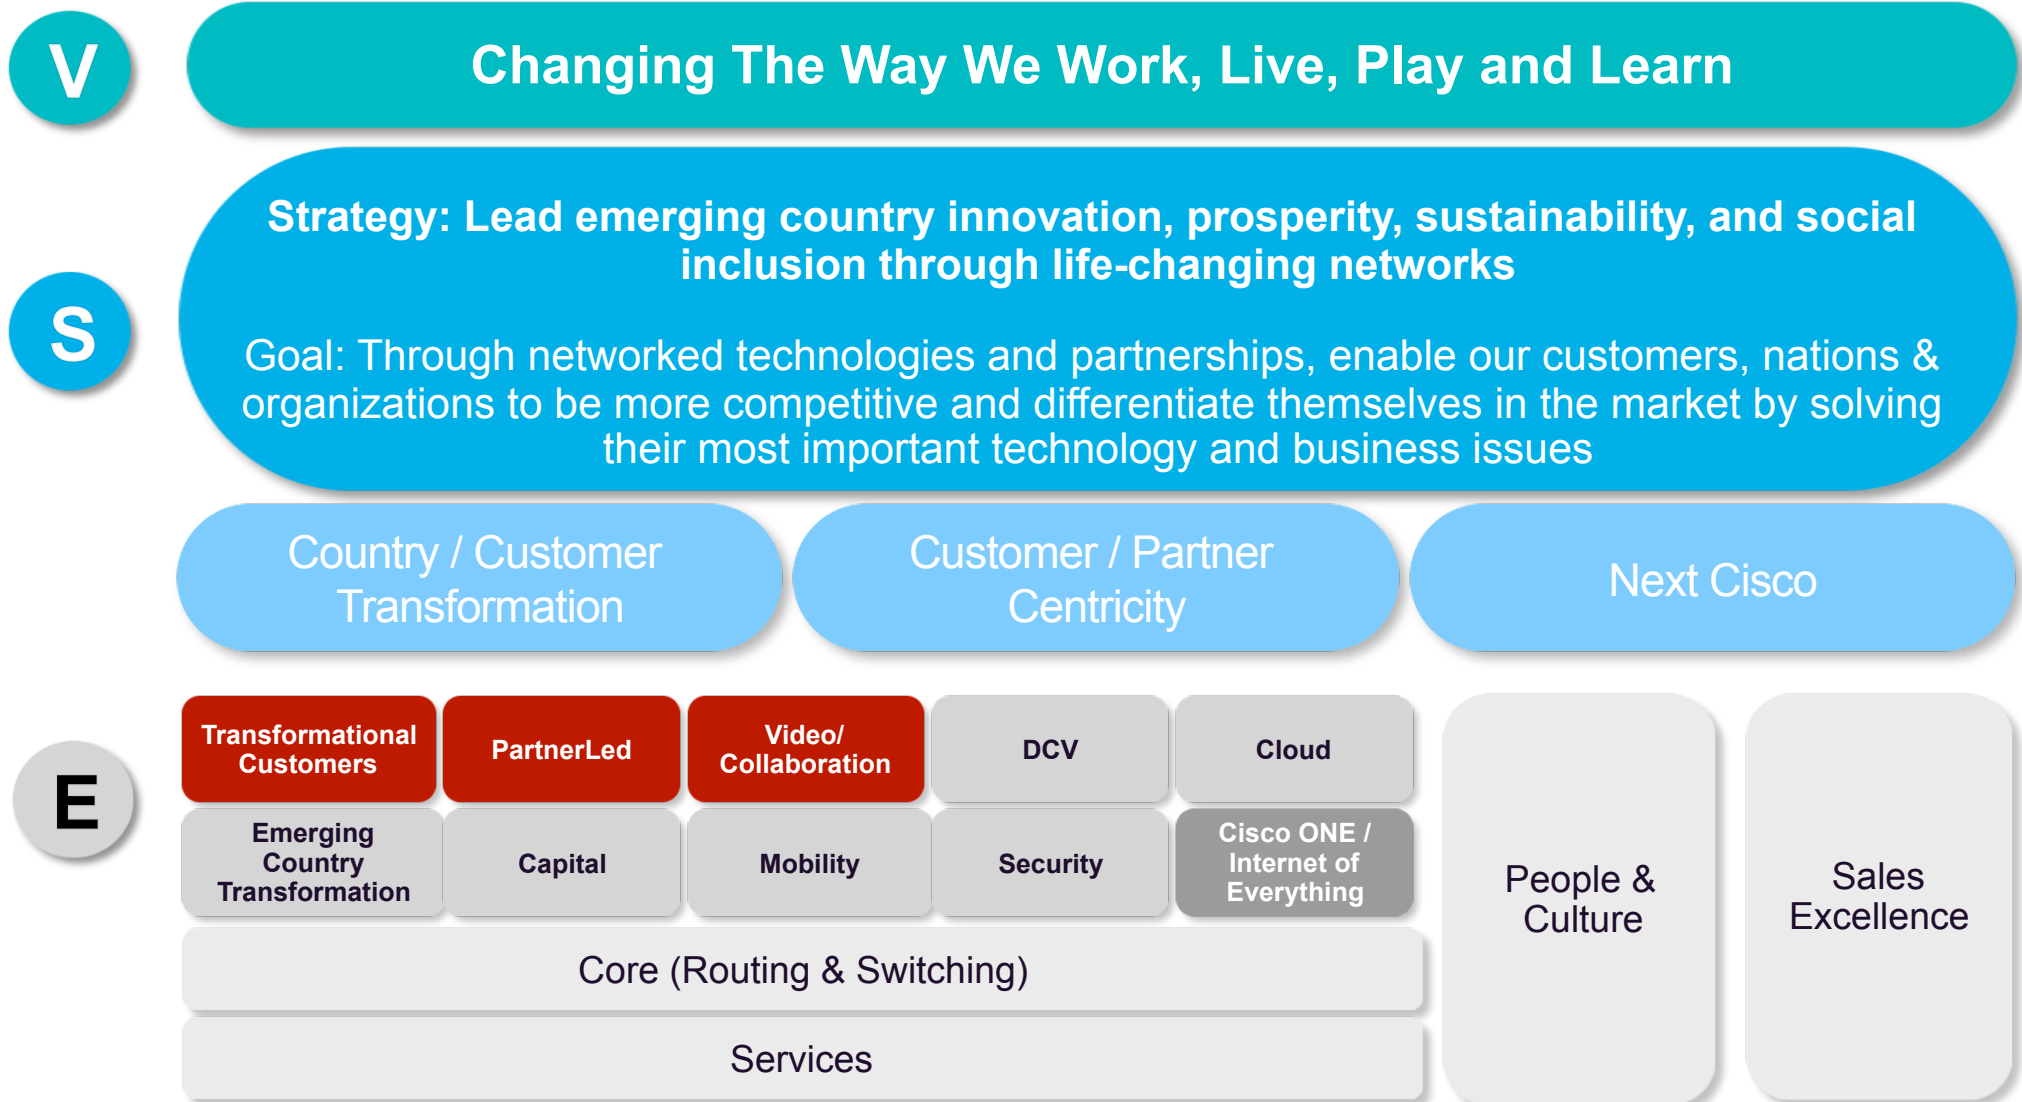 V
Changing The Way We Work, Live, Play and Learn
S
Strategy: Lead emerging country innovation, prosperity, sustainability, and social
inclusion through life-changing networks
Goal: Through networked technologies and partnerships, enable our customers, nations &
organizations to be more competitive and differentiate themselves in the market by solving
their most important technology and business issues
Country / Customer
Transformation
Customer / Partner
Centricity
Next Cisco
E
Transformational
Customers
PartnerLed
Video/
Collaboration
DCV
Cloud
Emerging
Country
Transformation
Capital
Mobility
Security
Cisco ONE /
Internet of
Everything
Core (Routing & Switching)
Services
People &
Culture
Sales
Excellence